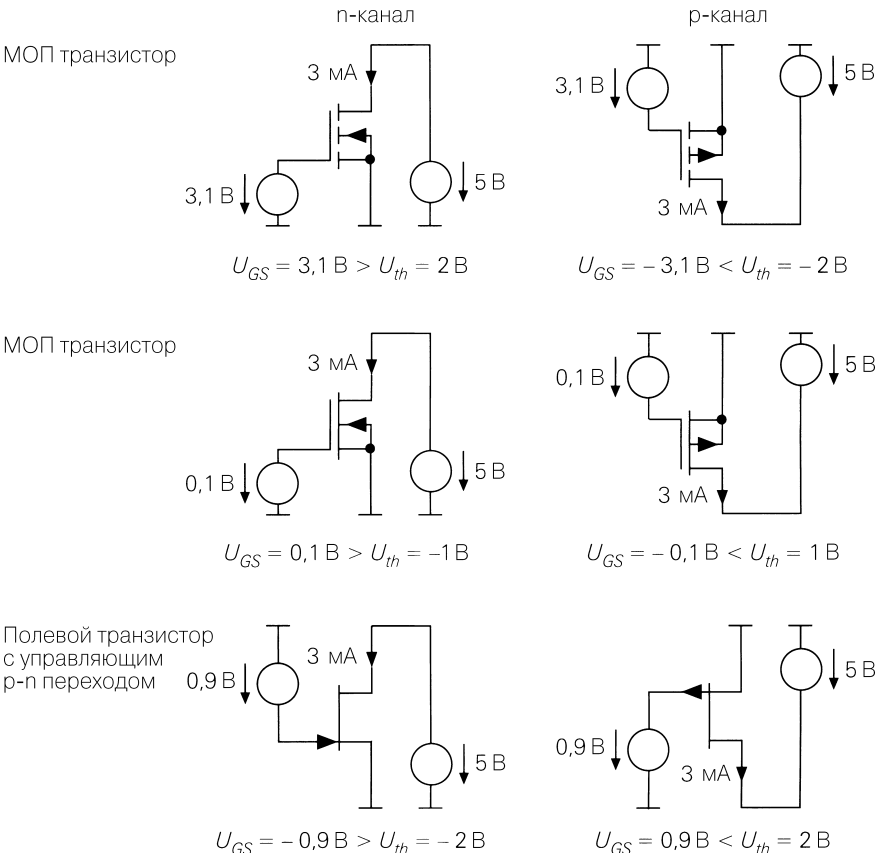 n-канал
p-канал
МОП транзистор
3 мА
3,1 В
5 В
3,1 В
5 В
3 мА
U_GS = 3,1 В > U_th = 2 В
U_GS = – 3,1 В < U_th = – 2 В
МОП транзистор
3 мА
0,1 В
5 В
0,1 В
5 В
3 мА
U_GS = 0,1 В > U_th = –1 В
U_GS = – 0,1 В < U_th = 1 В
Полевой транзистор
с управляющим
p-n переходом
3 мА
0,9 В
5 В
5 В
0,9 В
3 мА
U_GS = – 0,9 В > U_th = – 2 В
U_GS = 0,9 В < U_th = 2 В